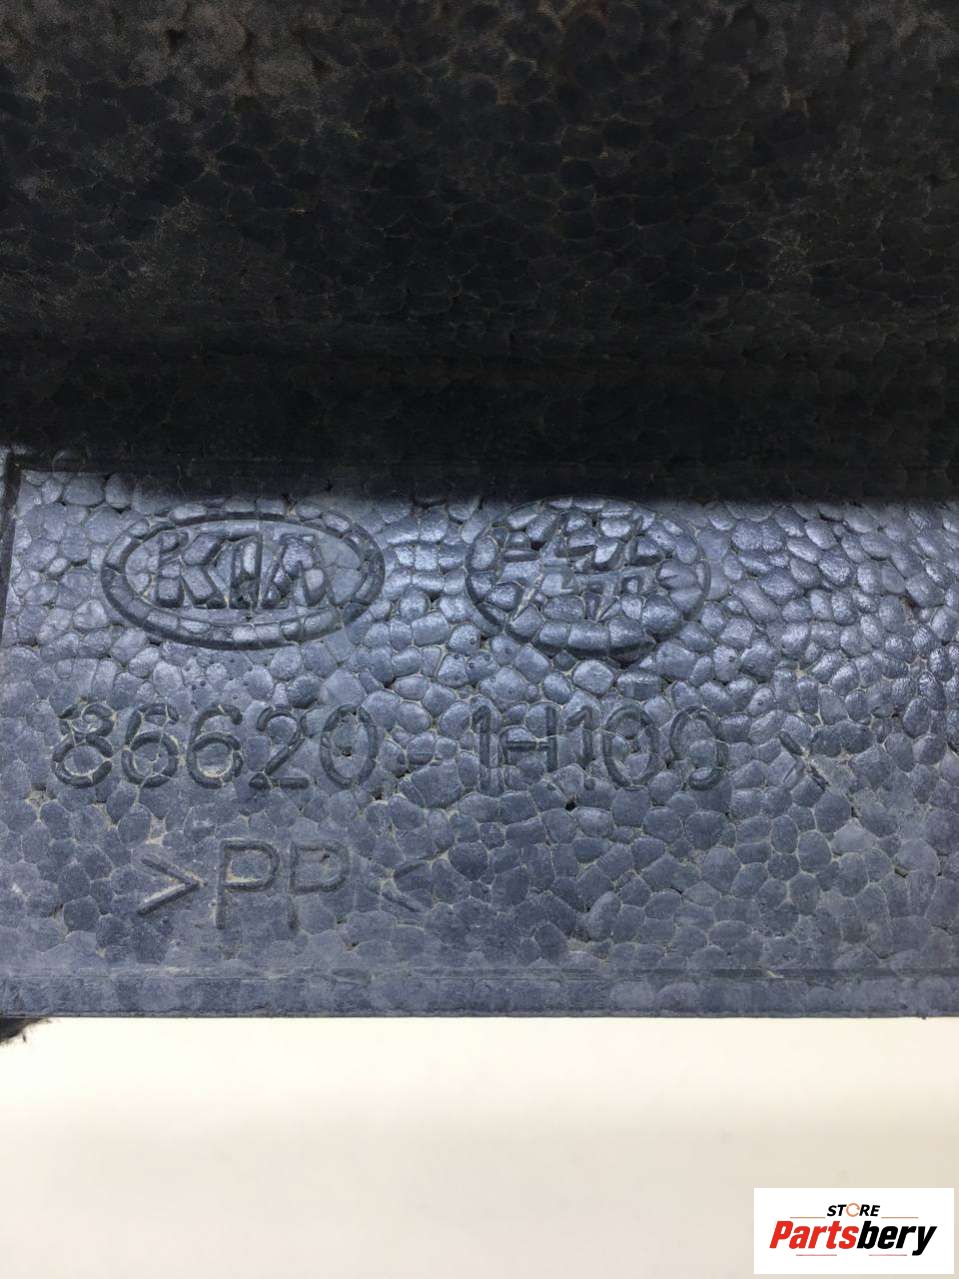 KIA
86620-1H100
>PP<
STORE
Partsbery